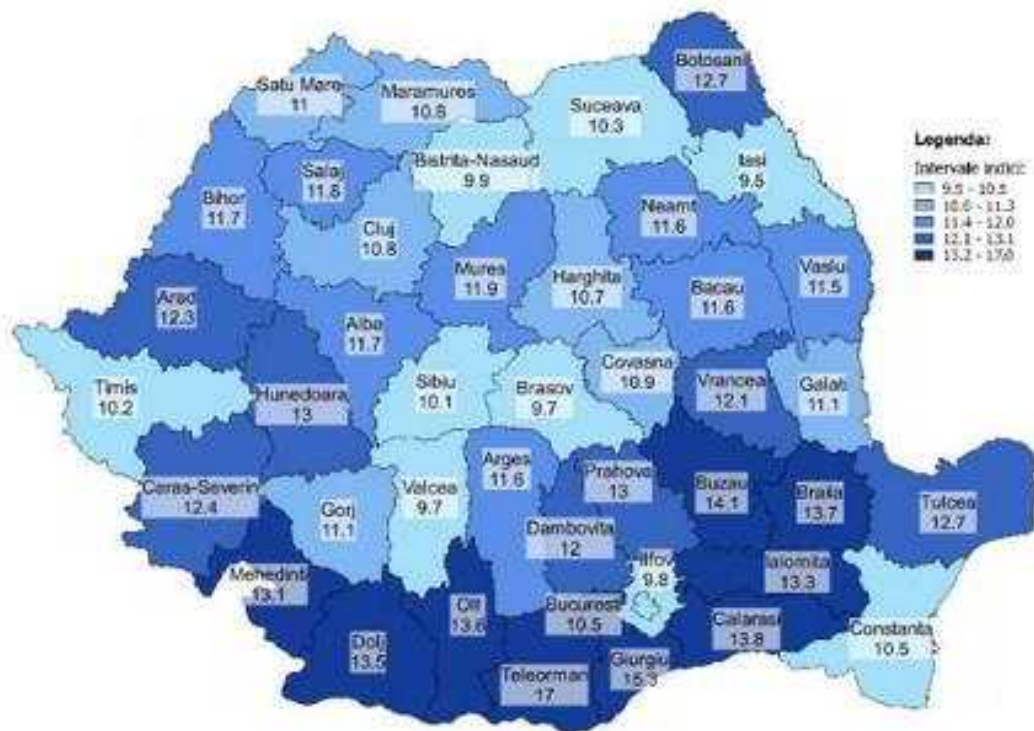 Botosani
12.7
Satu Mare
11
Maramures
10.8
Suceava
10.3
Legenda:
Intervale indici:
9.5 - 10.5
10.6 - 11.3
11.4 - 12.0
12.1 - 13.1
13.2 - 17.0
Bistrita-Nasaud
9.9
Iasi
9.5
Salaj
11.8
Bihor
11.7
Neamt
11.6
Cluj
10.8
Mures
11.9
Harghita
10.7
Vaslui
11.5
Bacau
11.6
Arad
12.3
Alba
11.7
Covasna
10.9
Timis
10.2
Hunedoara
13
Sibiu
10.1
Brasov
9.7
Vrancea
12.1
Galati
11.1
Arges
11.6
Prahova
13
Caras-Severin
12.4
Valcea
9.7
Buzau
14.1
Braila
13.7
Tulcea
12.7
Gorj
11.1
Dambovita
12
Ilfov
9.8
Ialomita
13.3
Mehedinti
13.1
Olt
13.6
Bucuresti
10.5
Calarasi
13.8
Constanta
10.5
Dolj
13.5
Giurgiu
15.3
Teleorman
17